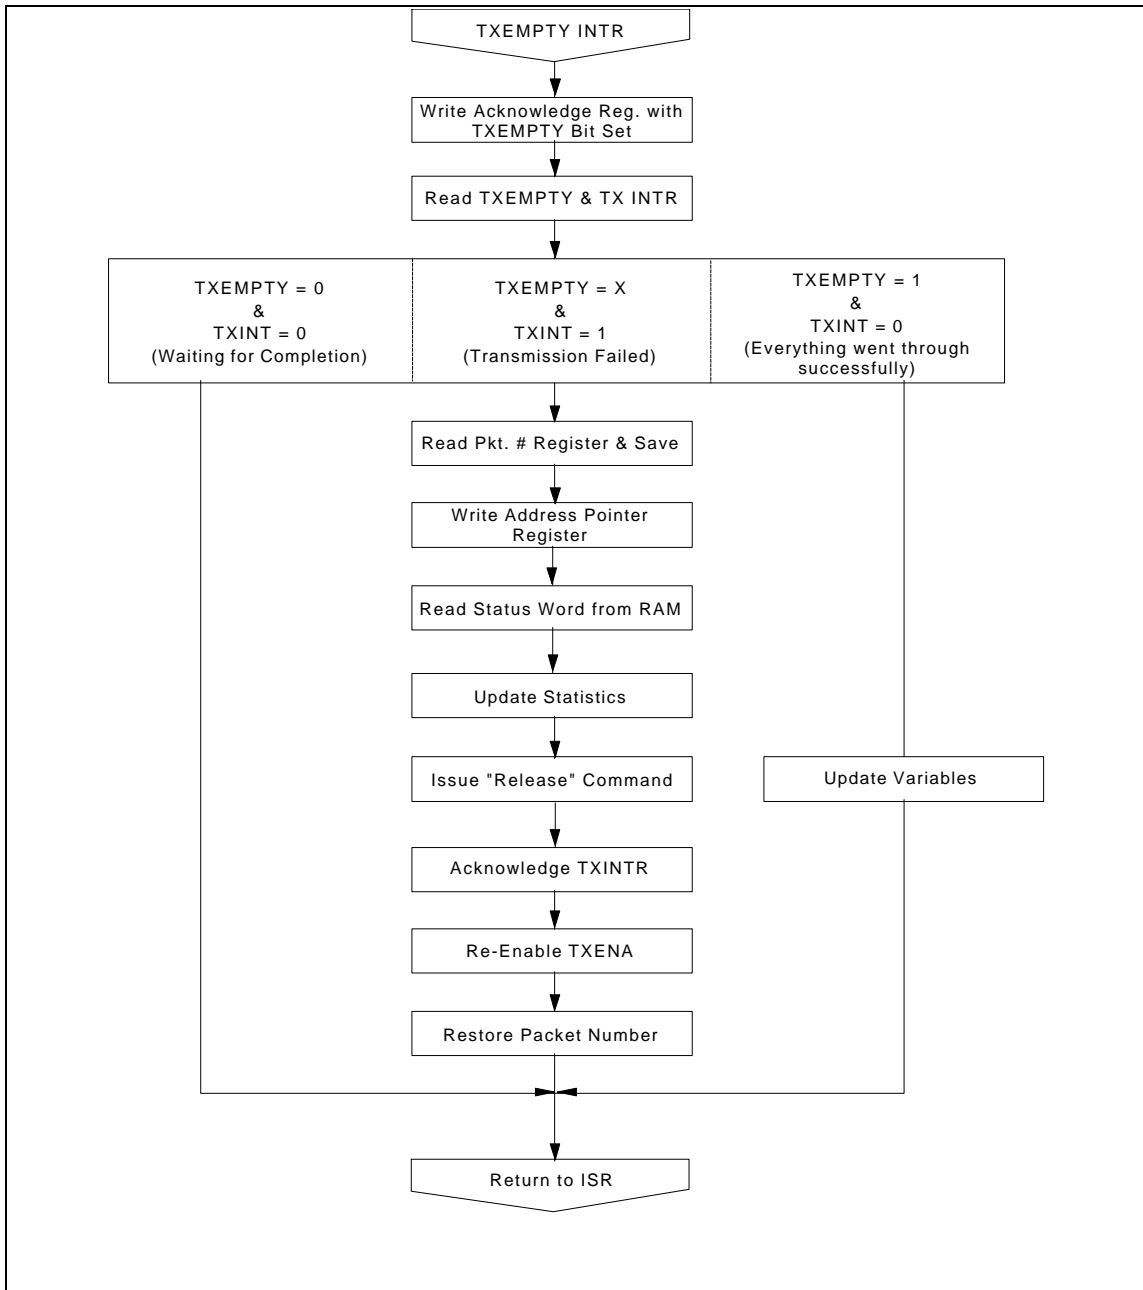 TXEMPTY INTR
Write Acknowledge Reg. with
TXEMPTY Bit Set
Read TXEMPTY & TX INTR
TXEMPTY = 0
&
TXINT = 0
(Waiting for Completion)
TXEMPTY = X
&
TXINT = 1
(Transmission Failed)
TXEMPTY = 1
&
TXINT = 0
(Everything went through
successfully)
Read Pkt. # Register & Save
Write Address Pointer
Register
Read Status Word from RAM
Update Statistics
Issue "Release" Command
Update Variables
Acknowledge TXINTR
Re-Enable TXENA
Restore Packet Number
Return to ISR